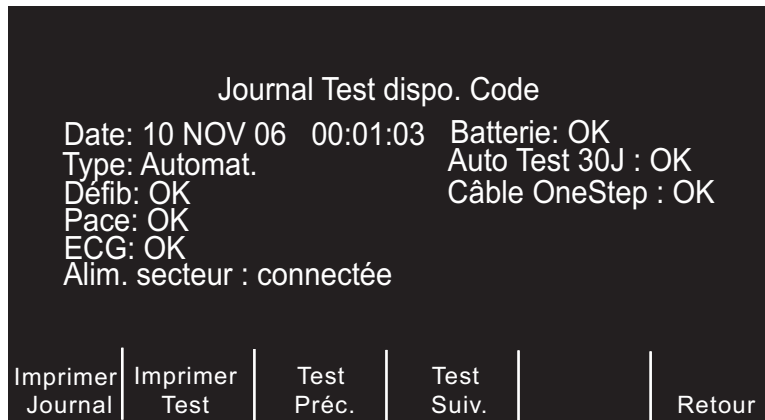 Journal Test dispo. Code
Date: 10 NOV 06 00:01:03
Type: Automat.
Défib: OK
Pace: OK
ECG: OK
Alim. secteur : connectée
Batterie: OK
Auto Test 30J : OK
Câble OneStep : OK
Imprimer
Journal
Imprimer
Test
Test
Préc.
Test
Suiv.
Retour